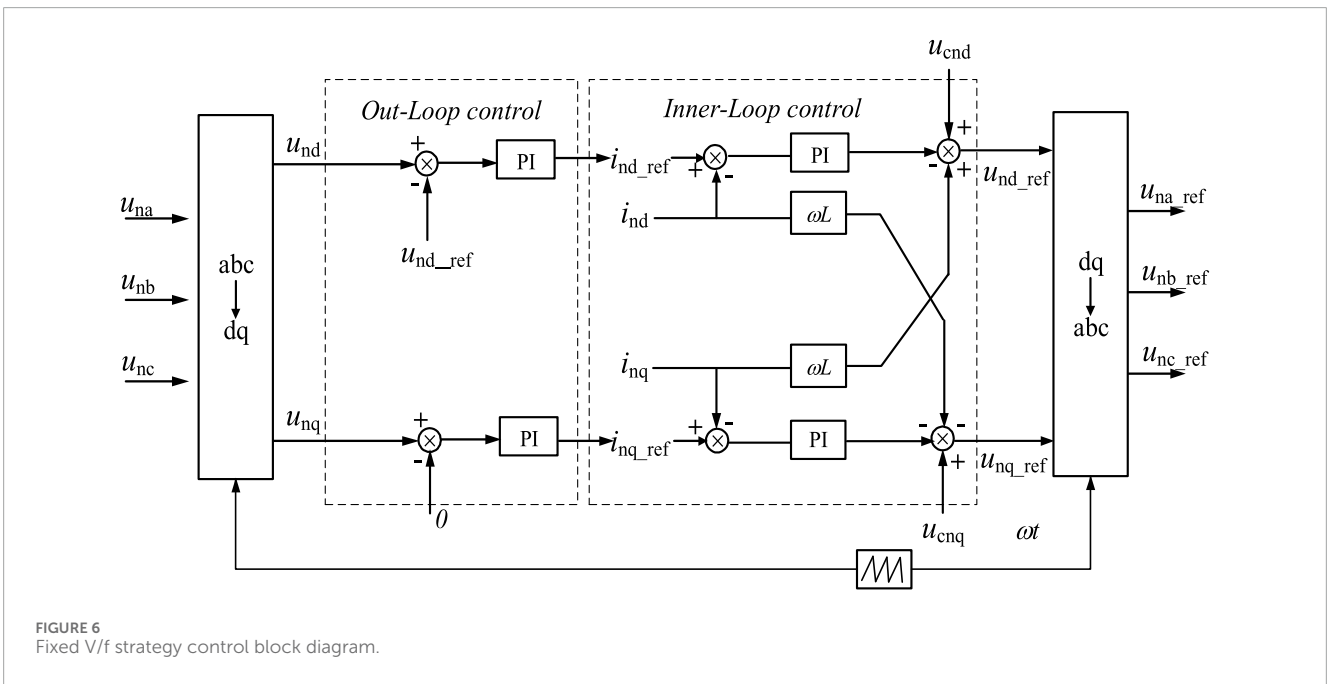 u_cnd
Out-Loop control
Inner-Loop control
u_nd
+
-
PI
i_nd_ref
+
-
PI
+
-
+
u_nd_ref
u_na
u_nb
u_nc
abc
dq
u_nd_ref
i_nd
ωL
dq
abc
u_na_ref
u_nb_ref
u_nc_ref
i_nq
ωL
u_nq
+
-
PI
i_nq_ref
+
-
PI
-
-
+
u_nq_ref
0
u_cnq
ωt
FIGURE 6
Fixed V/f strategy control block diagram.